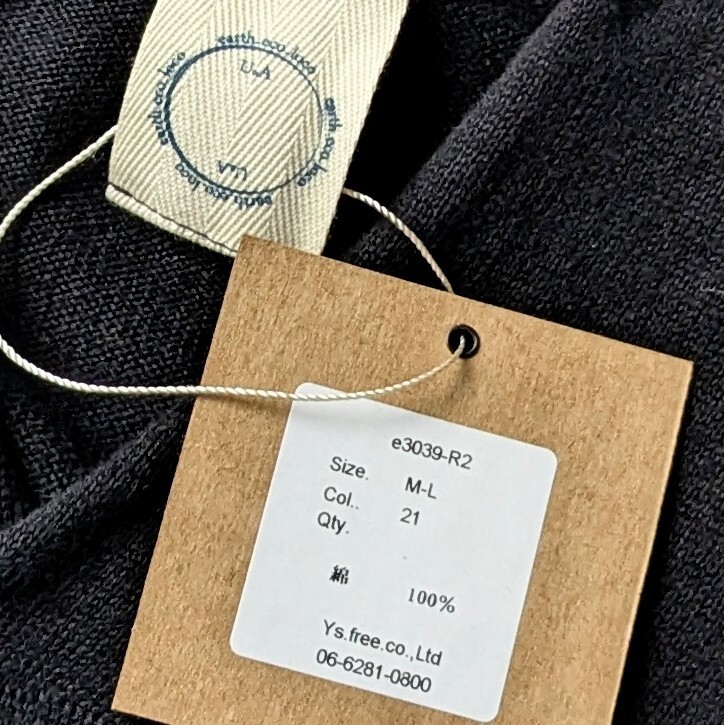 earth.eco.loco
U&A
earth.eco.loco
earth.eco.loco
U&A
earth.eco.loco
e3039-R2
Size. M-L
Col.. 21
Qty.
綿 100%
Ys.free.co.,Ltd
06-6281-0800